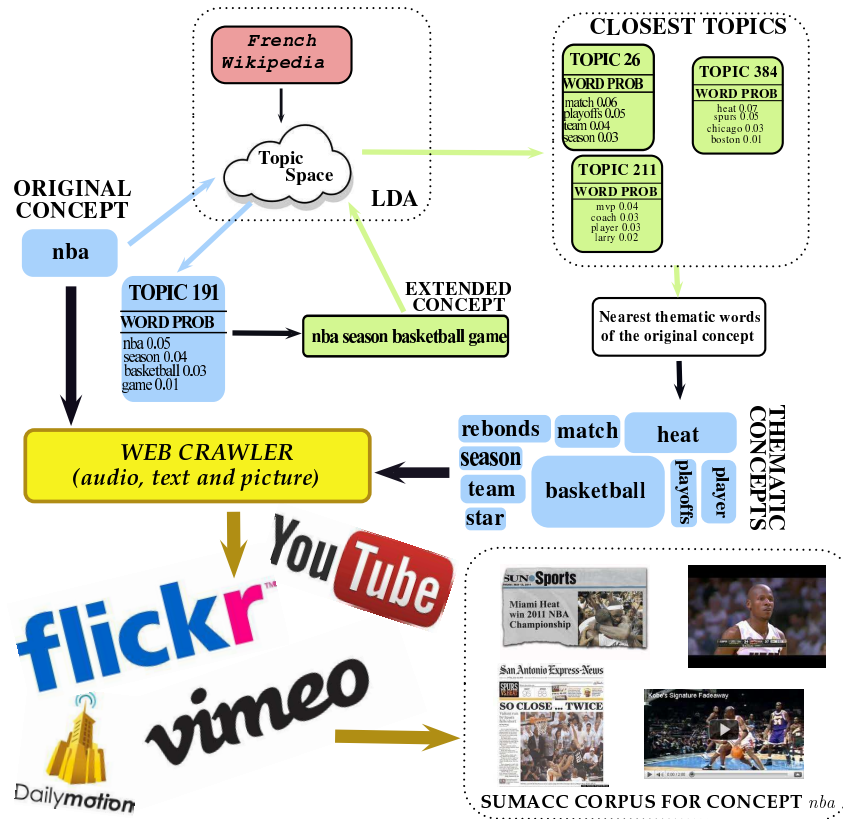 French
Wikipedia
Topic
Space
LDA
CLOSEST TOPICS
TOPIC 26
WORD PROB
match 0.06
playoffs 0.05
team 0.04
season 0.03
TOPIC 384
WORD PROB
heat 0.07
spurs 0.05
chicago 0.03
boston 0.01
TOPIC 211
WORD PROB
mvp 0.04
coach 0.03
player 0.03
larry 0.02
ORIGINAL
CONCEPT
nba
TOPIC 191
WORD PROB
nba 0.05
season 0.04
basketball 0.03
game 0.01
EXTENDED
CONCEPT
nba season basketball game
Nearest thematic words
of the original concept
THEMATIC
CONCEPTS
rebonds
match
heat
season
team
star
basketball
playoffs
player
WEB CRAWLER
(audio, text and picture)
YouTube
flickr™
vimeo
Dailymotion
SUN Sports
Miami Heat
win 2011 NBA
Championship
San Antonio Express-News
SPURS
SO CLOSE ... TWICE
Kobe's Signature Fadeaway
SUMACC CORPUS FOR CONCEPT nba